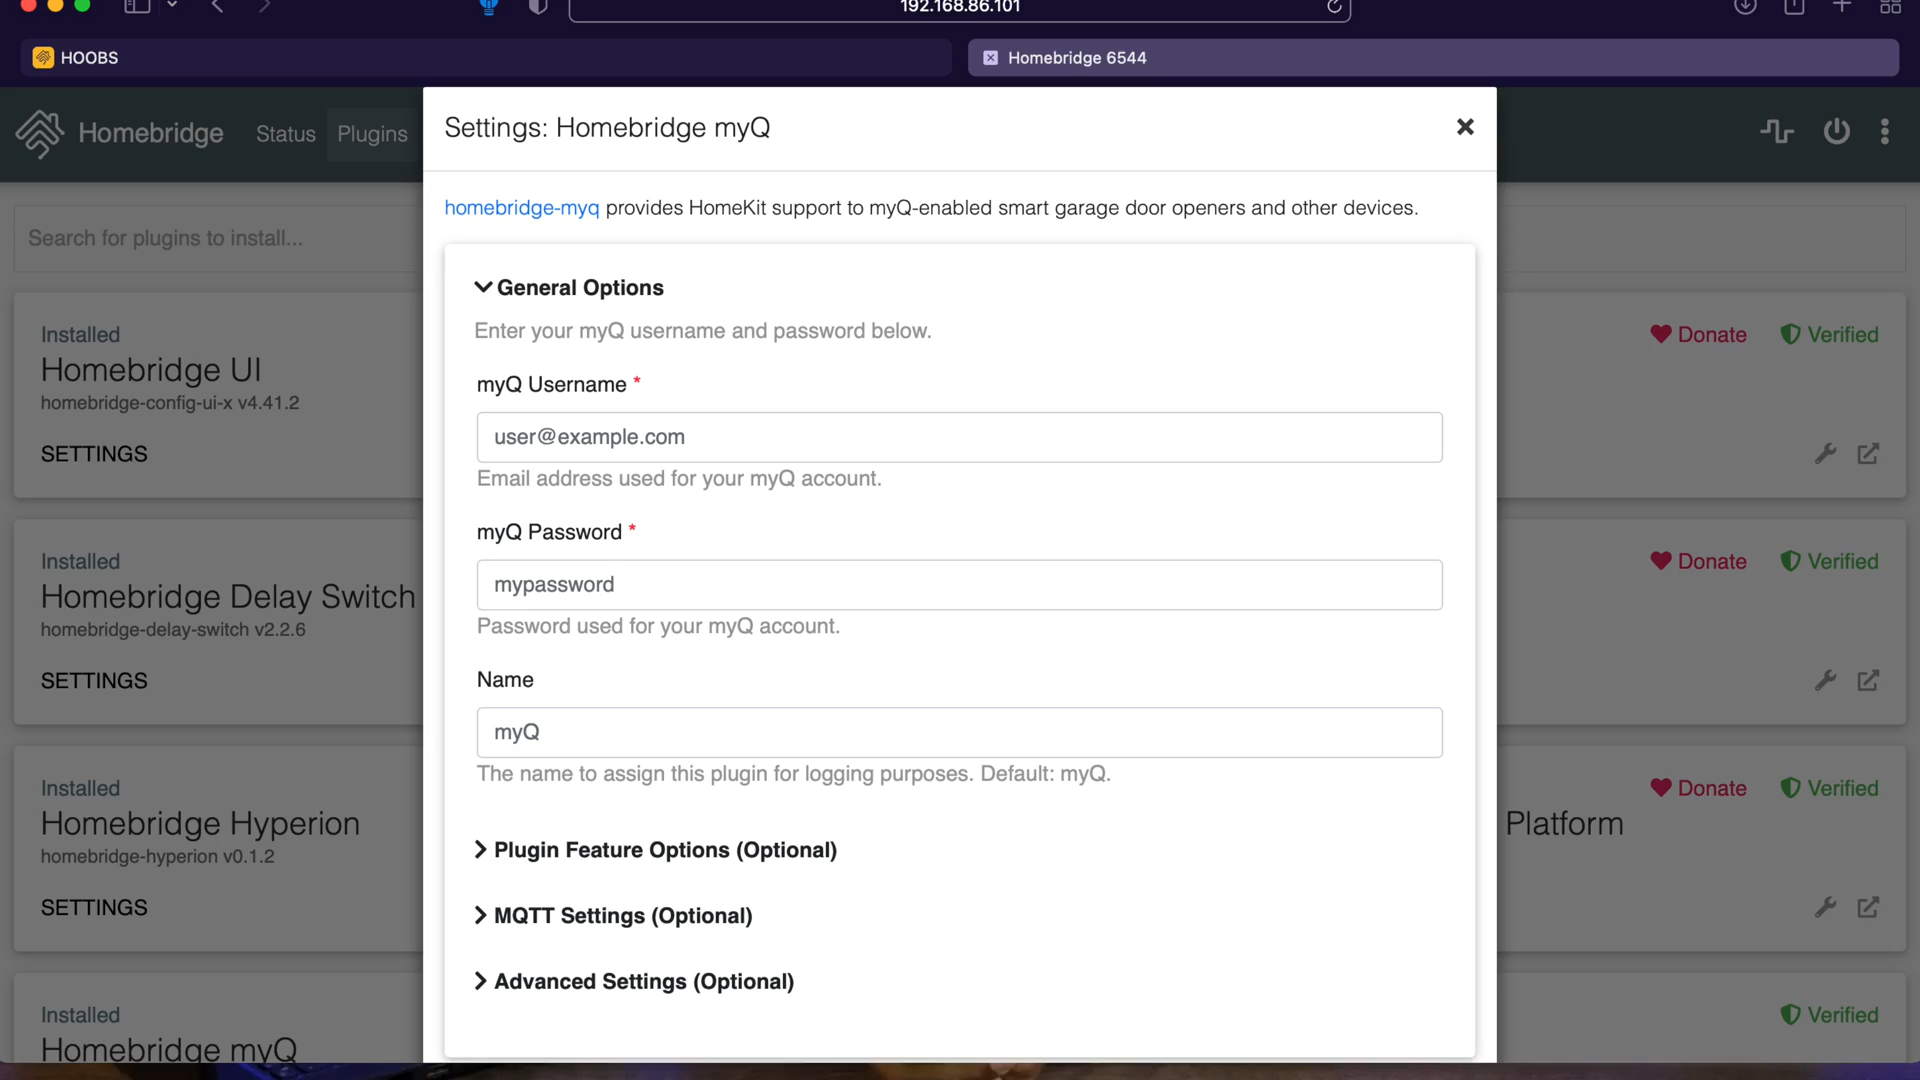 192.168.86.101
HOOBS
Homebridge 6544
Homebridge
Status
Plugins
Settings: Homebridge myQ
homebridge-myq provides HomeKit support to myQ-enabled smart garage door openers and other devices.
Search for plugins to install...
General Options
Enter your myQ username and password below.
myQ Username *
user@example.com
Email address used for your myQ account.
myQ Password *
mypassword
Password used for your myQ account.
Name
myQ
The name to assign this plugin for logging purposes. Default: myQ.
Plugin Feature Options (Optional)
MQTT Settings (Optional)
Advanced Settings (Optional)
Installed
Homebridge UI
homebridge-config-ui-x v4.41.2
SETTINGS
Donate
Verified
Installed
Homebridge Delay Switch
homebridge-delay-switch v2.2.6
SETTINGS
Donate
Verified
Installed
Homebridge Hyperion
homebridge-hyperion v0.1.2
SETTINGS
Donate
Verified
Platform
Installed
Homebridge myQ
Verified